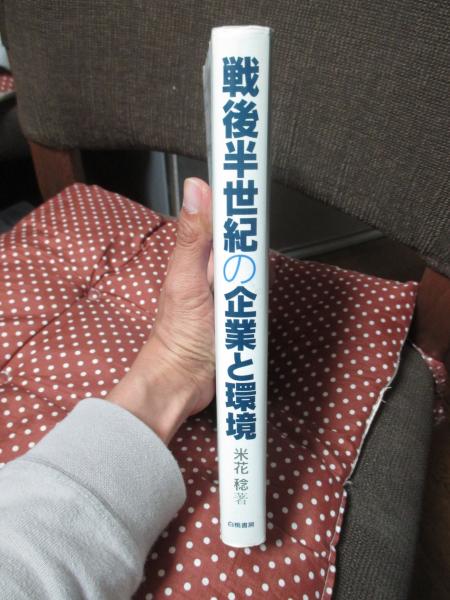 戦後半世紀の企業と環境
米花 稔 著
白桃書房